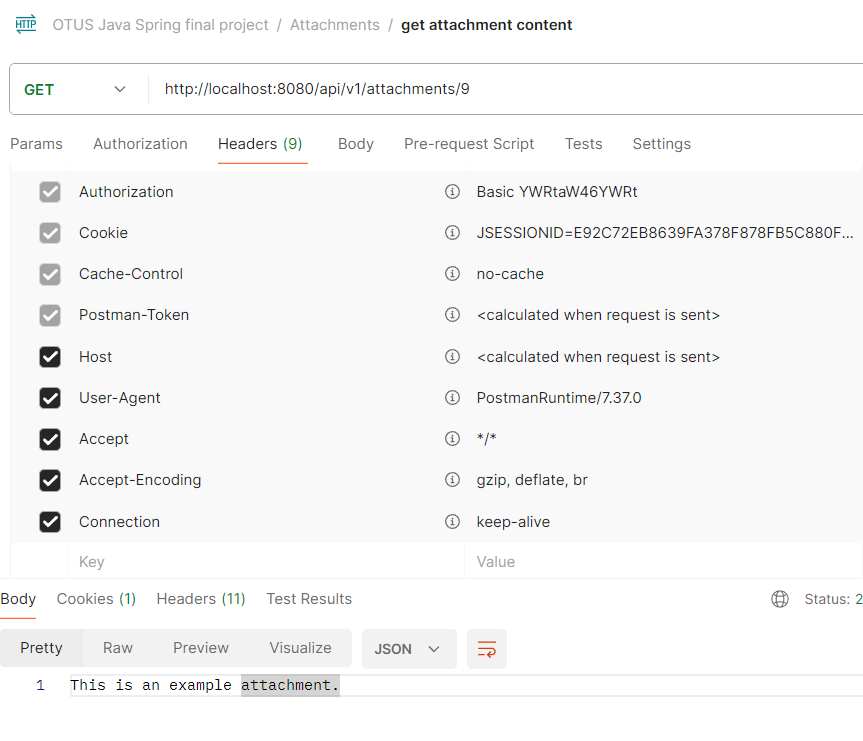 HTTP OTUS Java Spring final project / Attachments / get attachment content
GET http://localhost:8080/api/v1/attachments/9
Params Authorization Headers (9) Body Pre-request Script Tests Settings
Authorization Basic YWRtaW46YWRt
Cookie JSESSIONID=E92C72EB8639FA378F878FB5C880F...
Cache-Control no-cache
Postman-Token <calculated when request is sent>
Host <calculated when request is sent>
User-Agent PostmanRuntime/7.37.0
Accept */*
Accept-Encoding gzip, deflate, br
Connection keep-alive
Key Value
Body Cookies (1) Headers (11) Test Results Status: 2
Pretty Raw Preview Visualize JSON
1 This is an example attachment.